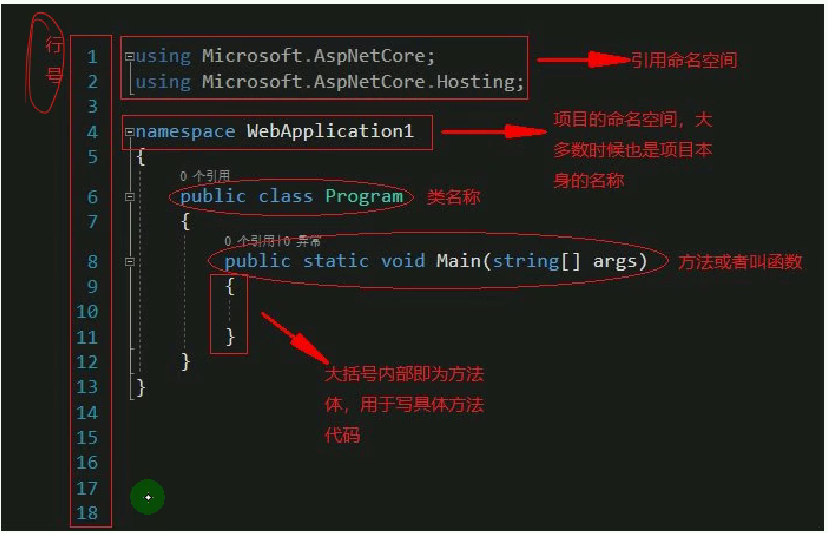 行号
1 using Microsoft.AspNetCore; 引用命名空间
2 using Microsoft.AspNetCore.Hosting;
3
4 namespace WebApplication1 项目的命名空间，大多数时候也是项目本身的名称
5 {
0 个引用
6 public class Program 类名称
7 {
0 个引用|0 异常
8 public static void Main(string[] args) 方法或者叫函数
9 {
10
11 }
12 }
13 }
大括号内部即为方法
体，用于写具体方法
代码
14
15
16
17
18